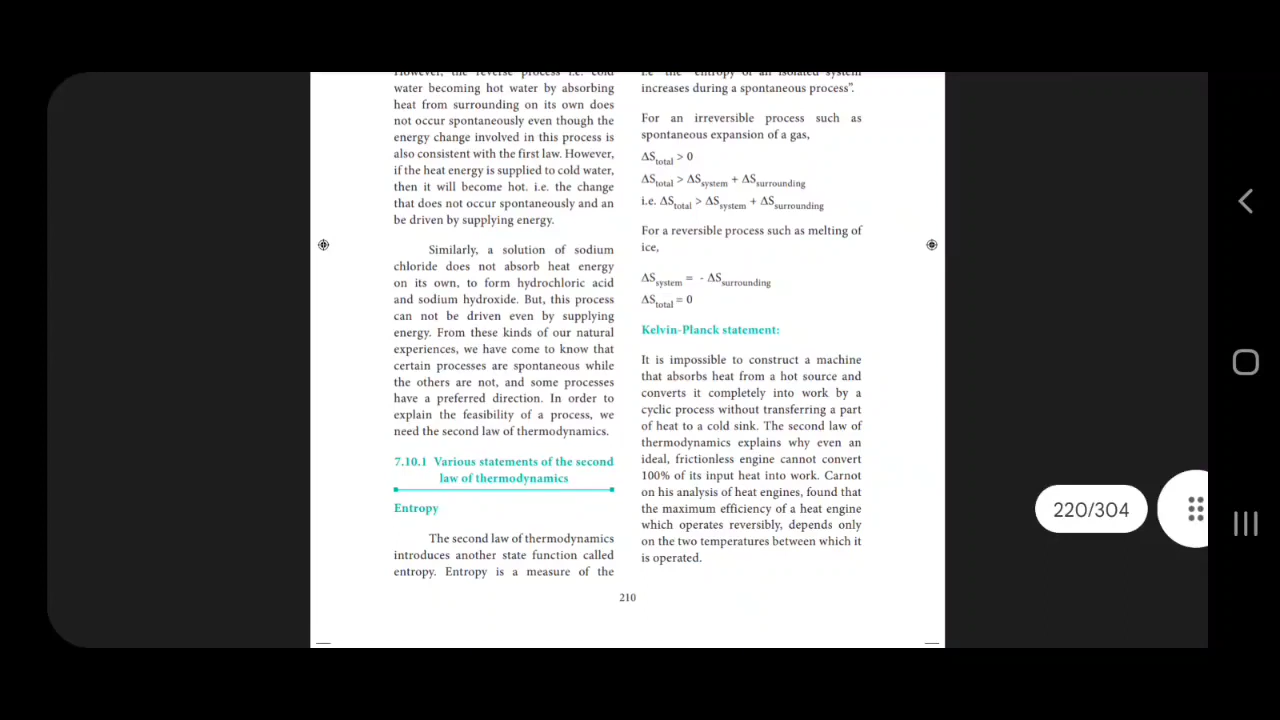 However, the reverse process i.e. cold
water becoming hot water by absorbing
heat from surrounding on its own does
not occur spontaneously even though the
energy change involved in this process is
also consistent with the first law. However,
if the heat energy is supplied to cold water,
then it will become hot. i.e. the change
that does not occur spontaneously and an
be driven by supplying energy.
Similarly, a solution of sodium
chloride does not absorb heat energy
on its own, to form hydrochloric acid
and sodium hydroxide. But, this process
can not be driven even by supplying
energy. From these kinds of our natural
experiences, we have come to know that
certain processes are spontaneous while
the others are not, and some processes
have a preferred direction. In order to
explain the feasibility of a process, we
need the second law of thermodynamics.
7.10.1 Various statements of the second
law of thermodynamics
Entropy
The second law of thermodynamics
introduces another state function called
entropy. Entropy is a measure of the
i.e "the entropy of an isolated system
increases during a spontaneous process".
For an irreversible process such as
spontaneous expansion of a gas,
ΔS_total > 0
ΔS_total > ΔS_system + ΔS_surrounding
i.e. ΔS_total > ΔS_system + ΔS_surrounding
For a reversible process such as melting of
ice,
ΔS_system = - ΔS_surrounding
ΔS_total = 0
Kelvin-Planck statement:
It is impossible to construct a machine
that absorbs heat from a hot source and
converts it completely into work by a
cyclic process without transferring a part
of heat to a cold sink. The second law of
thermodynamics explains why even an
ideal, frictionless engine cannot convert
100% of its input heat into work. Carnot
on his analysis of heat engines, found that
the maximum efficiency of a heat engine
which operates reversibly, depends only
on the two temperatures between which it
is operated.
210
220/304